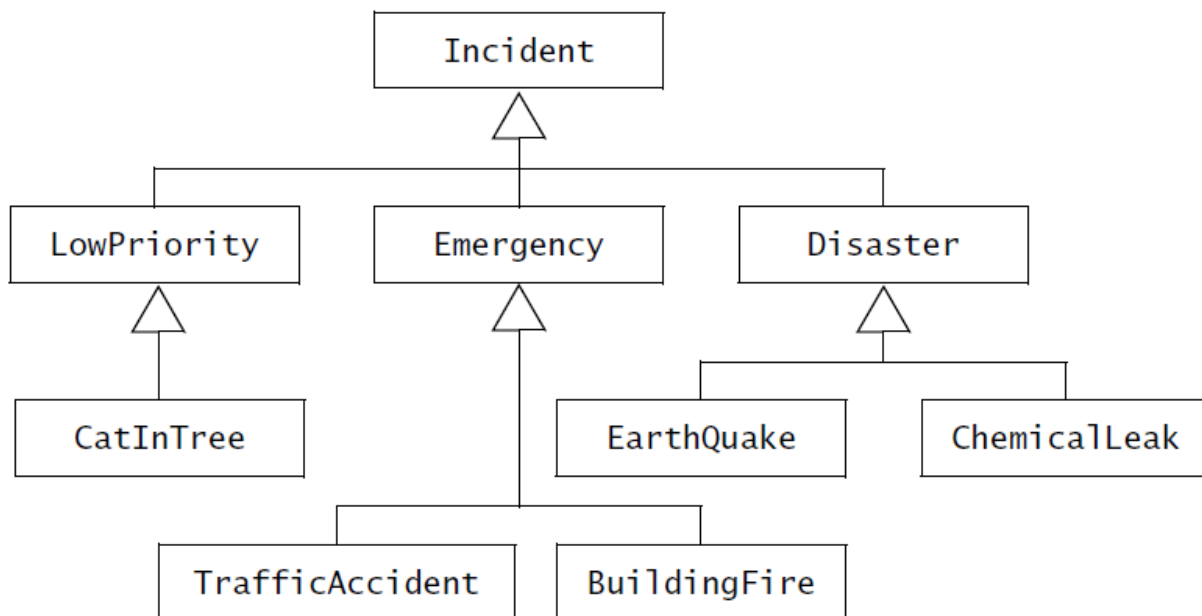 Incident
LowPriority
Emergency
Disaster
CatInTree
EarthQuake
ChemicalLeak
TrafficAccident
BuildingFire